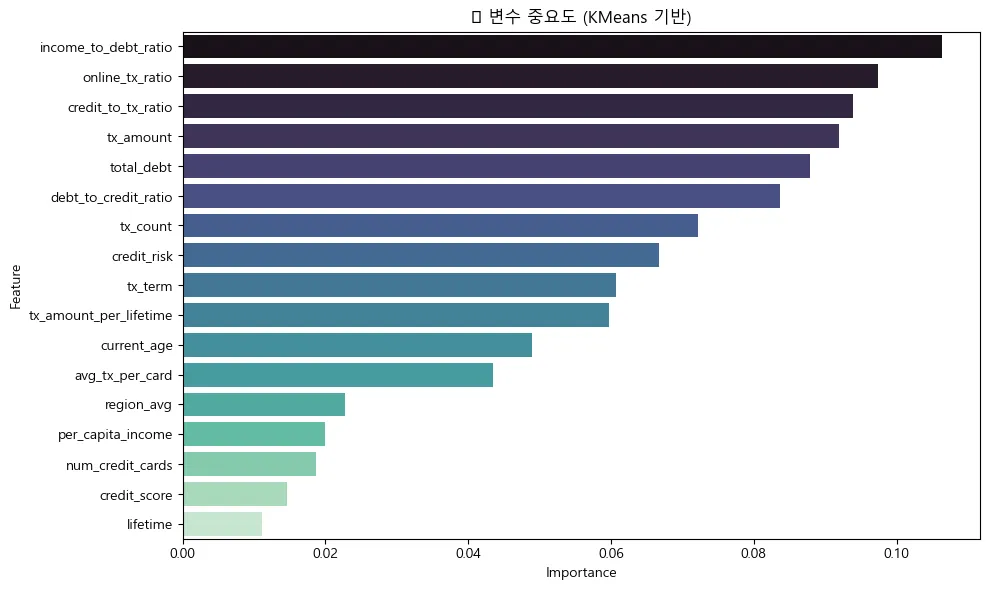 ▯ 변수 중요도 (KMeans 기반)
income_to_debt_ratio
online_tx_ratio
credit_to_tx_ratio
tx_amount
total_debt
debt_to_credit_ratio
tx_count
credit_risk
tx_term
tx_amount_per_lifetime
current_age
avg_tx_per_card
region_avg
per_capita_income
num_credit_cards
credit_score
lifetime
Feature
0.00 0.02 0.04 0.06 0.08 0.10
Importance